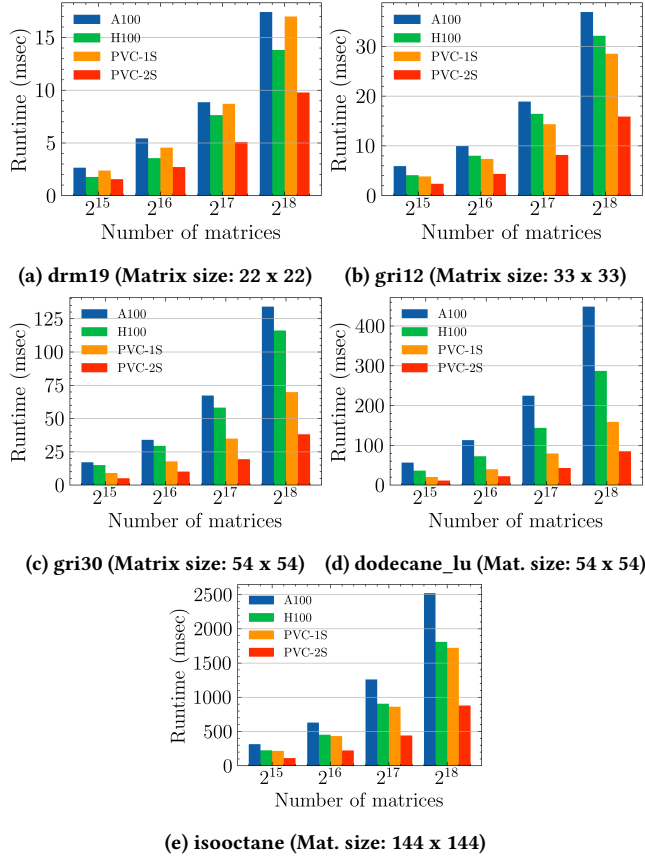 A100
H100
PVC-1S
PVC-2S
Runtime (msec)
15
10
5
0
2^15 2^16 2^17 2^18
Number of matrices
(a) drm19 (Matrix size: 22 x 22)
A100
H100
PVC-1S
PVC-2S
Runtime (msec)
30
20
10
0
2^15 2^16 2^17 2^18
Number of matrices
(b) gri12 (Matrix size: 33 x 33)
A100
H100
PVC-1S
PVC-2S
Runtime (msec)
125
100
75
50
25
0
2^15 2^16 2^17 2^18
Number of matrices
(c) gri30 (Matrix size: 54 x 54)
A100
H100
PVC-1S
PVC-2S
Runtime (msec)
400
300
200
100
0
2^15 2^16 2^17 2^18
Number of matrices
(d) dodecane_lu (Mat. size: 54 x 54)
A100
H100
PVC-1S
PVC-2S
Runtime (msec)
2500
2000
1500
1000
500
0
2^15 2^16 2^17 2^18
Number of matrices
(e) isooctane (Mat. size: 144 x 144)